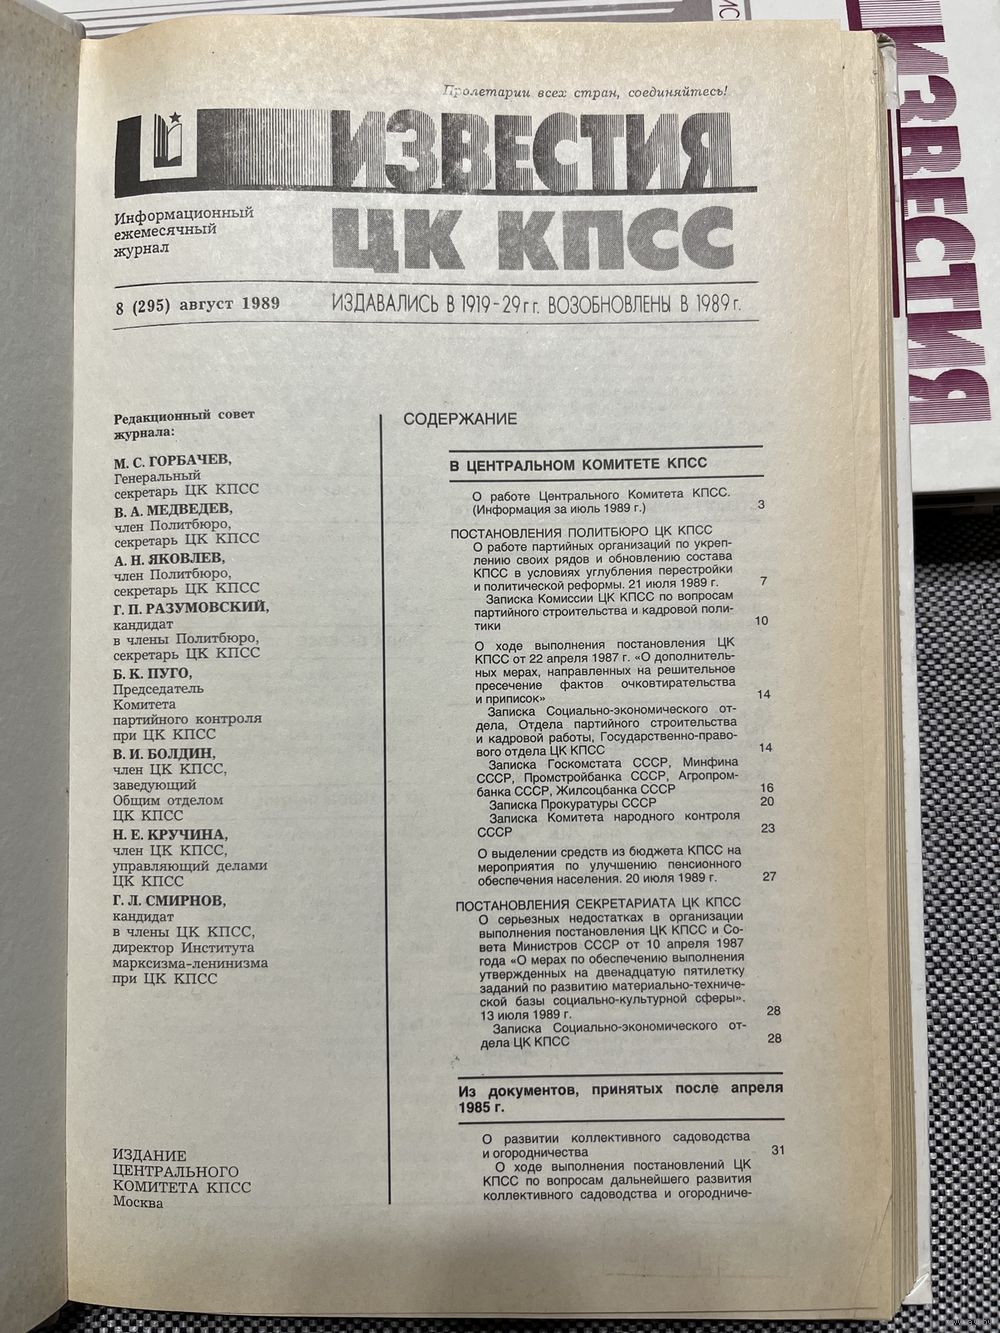 Пролетарии всех стран, соединяйтесь!
ИЗВЕСТИЯ
ЦК КПСС
Информационный
ежемесячный
журнал
8 (295) август 1989
ИЗДАВАЛИСЬ В 1919-29 гг. ВОЗОБНОВЛЕНЫ В 1989 г.
Редакционный совет
журнала:
М. С. ГОРБАЧЕВ,
Генеральный
секретарь ЦК КПСС
В. А. МЕДВЕДЕВ,
член Политбюро,
секретарь ЦК КПСС
А. Н. ЯКОВЛЕВ,
член Политбюро,
секретарь ЦК КПСС
Г. П. РАЗУМОВСКИЙ,
кандидат
в члены Политбюро,
секретарь ЦК КПСС
Б. К. ПУГО,
Председатель
Комитета
партийного контроля
при ЦК КПСС
В. И. БОЛДИН,
член ЦК КПСС,
заведующий
Общим отделом
ЦК КПСС
Н. Е. КРУЧИНА,
член ЦК КПСС,
управляющий делами
ЦК КПСС
Г. Л. СМИРНОВ,
кандидат
в члены ЦК КПСС,
директор Института
марксизма-ленинизма
при ЦК КПСС
ИЗДАНИЕ
ЦЕНТРАЛЬНОГО
КОМИТЕТА КПСС
Москва
СОДЕРЖАНИЕ
В ЦЕНТРАЛЬНОМ КОМИТЕТЕ КПСС
О работе Центрального Комитета КПСС.
(Информация за июль 1989 г.) 3
ПОСТАНОВЛЕНИЯ ПОЛИТБЮРО ЦК КПСС
О работе партийных организаций по укреп-
лению своих рядов и обновлению состава
КПСС в условиях углубления перестройки
и политической реформы. 21 июля 1989 г. 7
Записка Комиссии ЦК КПСС по вопросам
партийного строительства и кадровой поли-
тики 10
О ходе выполнения постановления ЦК
КПСС от 22 апреля 1987 г. «О дополнитель-
ных мерах, направленных на решительное
пресечение фактов очковтирательства
и приписок» 14
Записка Социально-экономического от-
дела, Отдела партийного строительства
и кадровой работы, Государственно-право-
вого отдела ЦК КПСС 14
Записка Госкомстата СССР, Минфина
СССР, Промстройбанка СССР, Агропром-
банка СССР, Жилсоцбанка СССР 16
Записка Прокуратуры СССР 20
Записка Комитета народного контроля
СССР 23
О выделении средств из бюджета КПСС на
мероприятия по улучшению пенсионного
обеспечения населения. 20 июля 1989 г. 27
ПОСТАНОВЛЕНИЯ СЕКРЕТАРИАТА ЦК КПСС
О серьезных недостатках в организации
выполнения постановления ЦК КПСС и Со-
вета Министров СССР от 10 апреля 1987
года «О мерах по обеспечению выполнения
утвержденных на двенадцатую пятилетку
заданий по развитию материально-техниче-
ской базы социально-культурной сферы».
13 июля 1989 г. 28
Записка Социально-экономического от-
дела ЦК КПСС 28
Из документов, принятых после апреля
1985 г.
О развитии коллективного садоводства
и огородничества 31
О ходе выполнения постановлений ЦК
КПСС по вопросам дальнейшего развития
коллективного садоводства и огородниче-
ИЗВЕСТИЯ